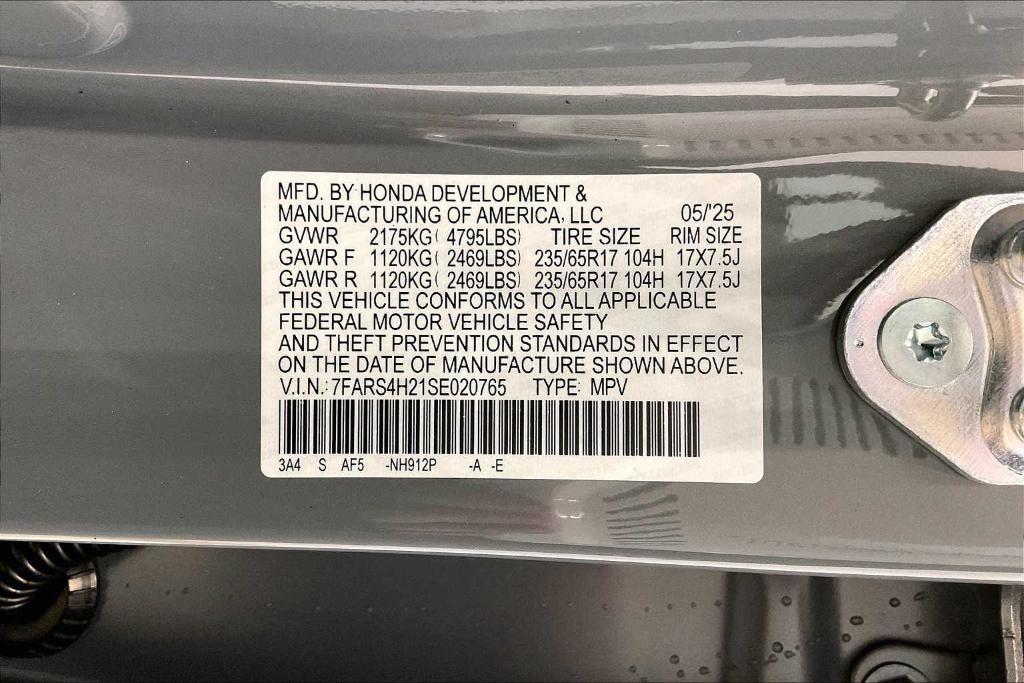 MFD. BY HONDA DEVELOPMENT &
MANUFACTURING OF AMERICA, LLC 05/'25
GVWR 2175KG( 4795LBS) TIRE SIZE RIM SIZE
GAWR F 1120KG( 2469LBS) 235/65R17 104H 17X7.5J
GAWR R 1120KG( 2469LBS) 235/65R17 104H 17X7.5J
THIS VEHICLE CONFORMS TO ALL APPLICABLE
FEDERAL MOTOR VEHICLE SAFETY
AND THEFT PREVENTION STANDARDS IN EFFECT
ON THE DATE OF MANUFACTURE SHOWN ABOVE.
V.I.N.: 7FARS4H21SE020765 TYPE: MPV
3A4 S AF5 -NH912P -A -E